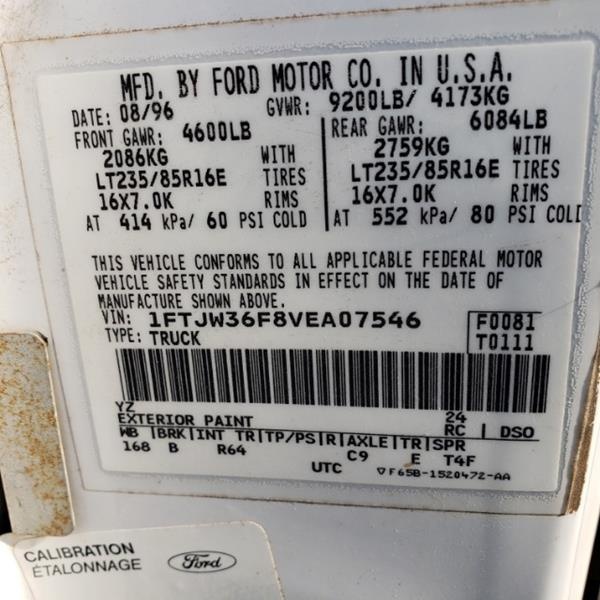 MFD. BY FORD MOTOR CO. IN U.S.A.
DATE: 08/96 GVWR: 9200LB/ 4173KG
FRONT GAWR: 4600LB REAR GAWR: 6084LB
2086KG WITH 2759KG WITH
LT235/85R16E TIRES LT235/85R16E TIRES
16X7.0K RIMS 16X7.0K RIMS
AT 414 kPa/ 60 PSI COLD AT 552 kPa/ 80 PSI COLD
THIS VEHICLE CONFORMS TO ALL APPLICABLE FEDERAL MOTOR
VEHICLE SAFETY STANDARDS IN EFFECT ON THE DATE OF
MANUFACTURE SHOWN ABOVE.
VIN: 1FTJW36F8VEA07546 F0081
TYPE: TRUCK T0111
YZ 24
EXTERIOR PAINT RC DSO
WB BRK INT TR TP/PS R AXLE TR SPR
168 B R64 C9 E T4F
UTC ▽F65B-1520472-AA
CALIBRATION
ÉTALONNAGE
Ford